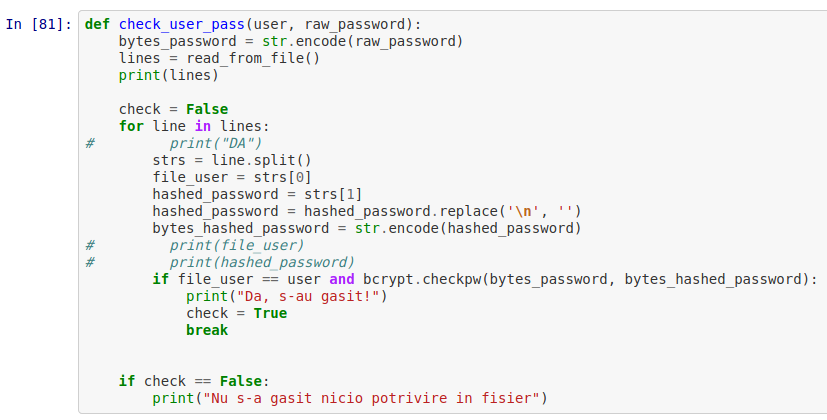 In [81]: def check_user_pass(user, raw_password):
    bytes_password = str.encode(raw_password)
    lines = read_from_file()
    print(lines)

    check = False
    for line in lines:
#         print("DA")
        strs = line.split()
        file_user = strs[0]
        hashed_password = strs[1]
        hashed_password = hashed_password.replace('\n', '')
        bytes_hashed_password = str.encode(hashed_password)
#         print(file_user)
#         print(hashed_password)
        if file_user == user and bcrypt.checkpw(bytes_password, bytes_hashed_password):
            print("Da, s-au gasit!")
            check = True
            break


    if check == False:
        print("Nu s-a gasit nicio potrivire in fisier")